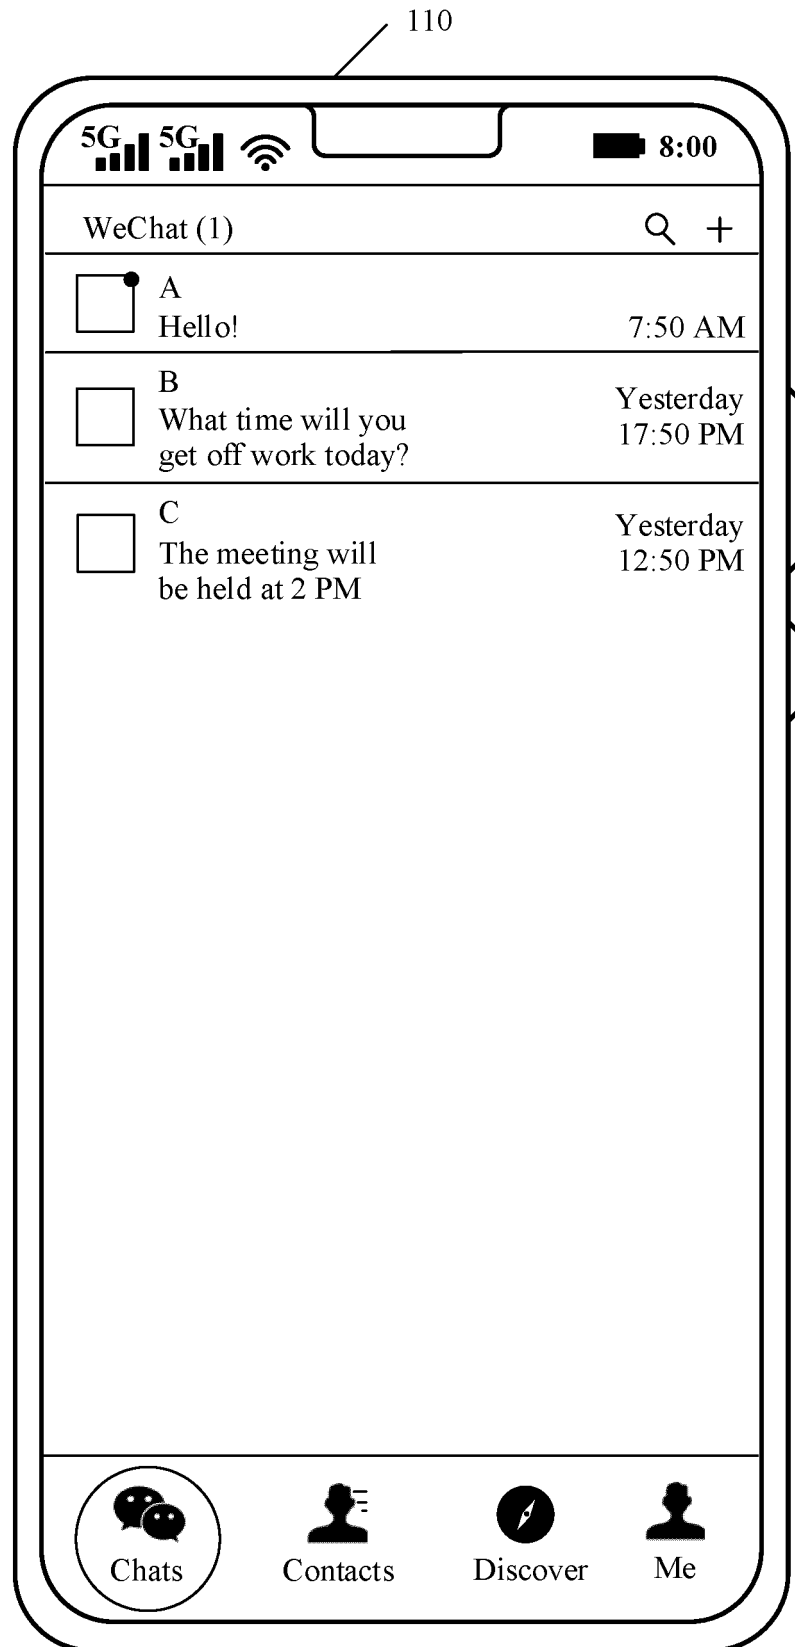 110
5G 5G 8:00
WeChat (1)
A
Hello!
7:50 AM
B
What time will you
get off work today?
Yesterday
17:50 PM
C
The meeting will
be held at 2 PM
Yesterday
12:50 PM
Chats Contacts Discover Me